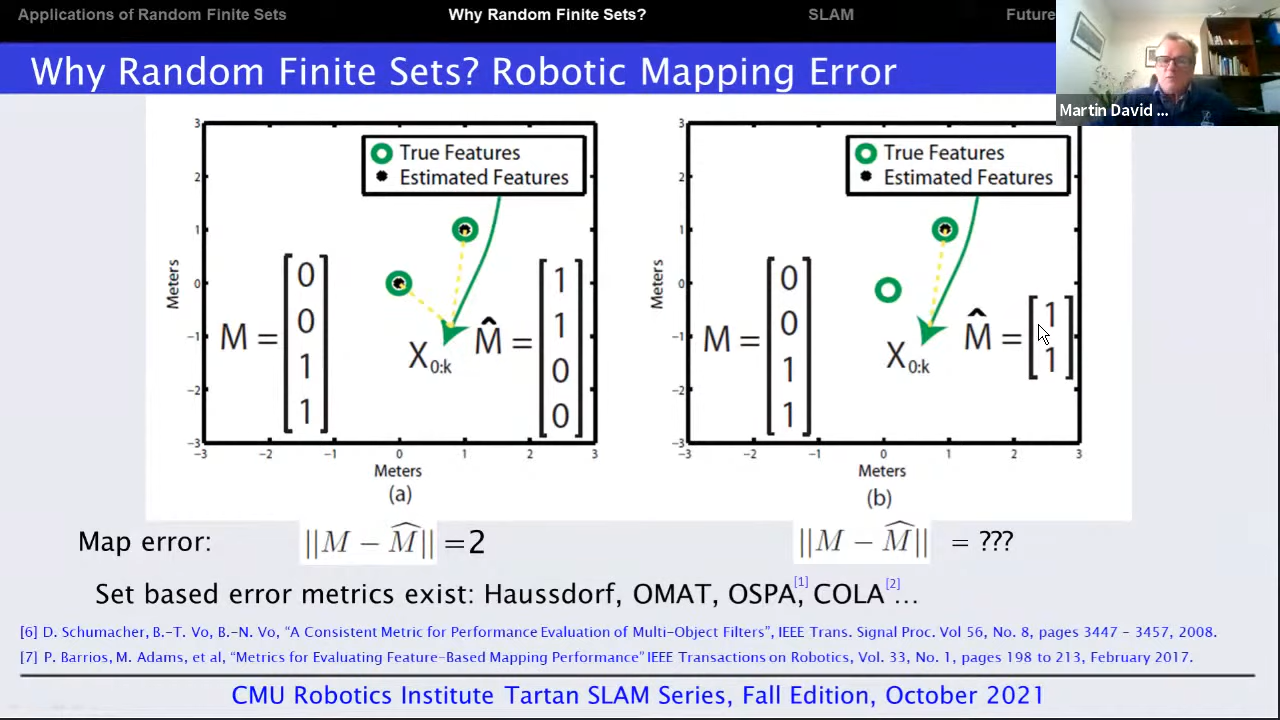 Applications of Random Finite Sets Why Random Finite Sets? SLAM Future
Why Random Finite Sets? Robotic Mapping Error
Martin David ...
3
2
1
0
−1
−2
−3
Meters
True Features
Estimated Features
M = [0 0 1 1]
X0:k
M̂ = [1 1 0 0]
−3 −2 −1 0 1 2 3
Meters
(a)
3
2
1
0
−1
−2
−3
Meters
True Features
Estimated Features
M = [0 0 1 1]
X0:k
M̂ = [1 1]
−3 −2 −1 0 1 2 3
Meters
(b)
Map error: ||M − M̂|| = 2 ||M − M̂|| = ???
Set based error metrics exist: Haussdorf, OMAT, OSPA[1], COLA[2]...
[6] D. Schumacher, B.-T. Vo, B.-N. Vo, “A Consistent Metric for Performance Evaluation of Multi-Object Filters”, IEEE Trans. Signal Proc. Vol 56, No. 8, pages 3447 – 3457, 2008.
[7] P. Barrios, M. Adams, et al, “Metrics for Evaluating Feature-Based Mapping Performance” IEEE Transactions on Robotics, Vol. 33, No. 1, pages 198 to 213, February 2017.
CMU Robotics Institute Tartan SLAM Series, Fall Edition, October 2021